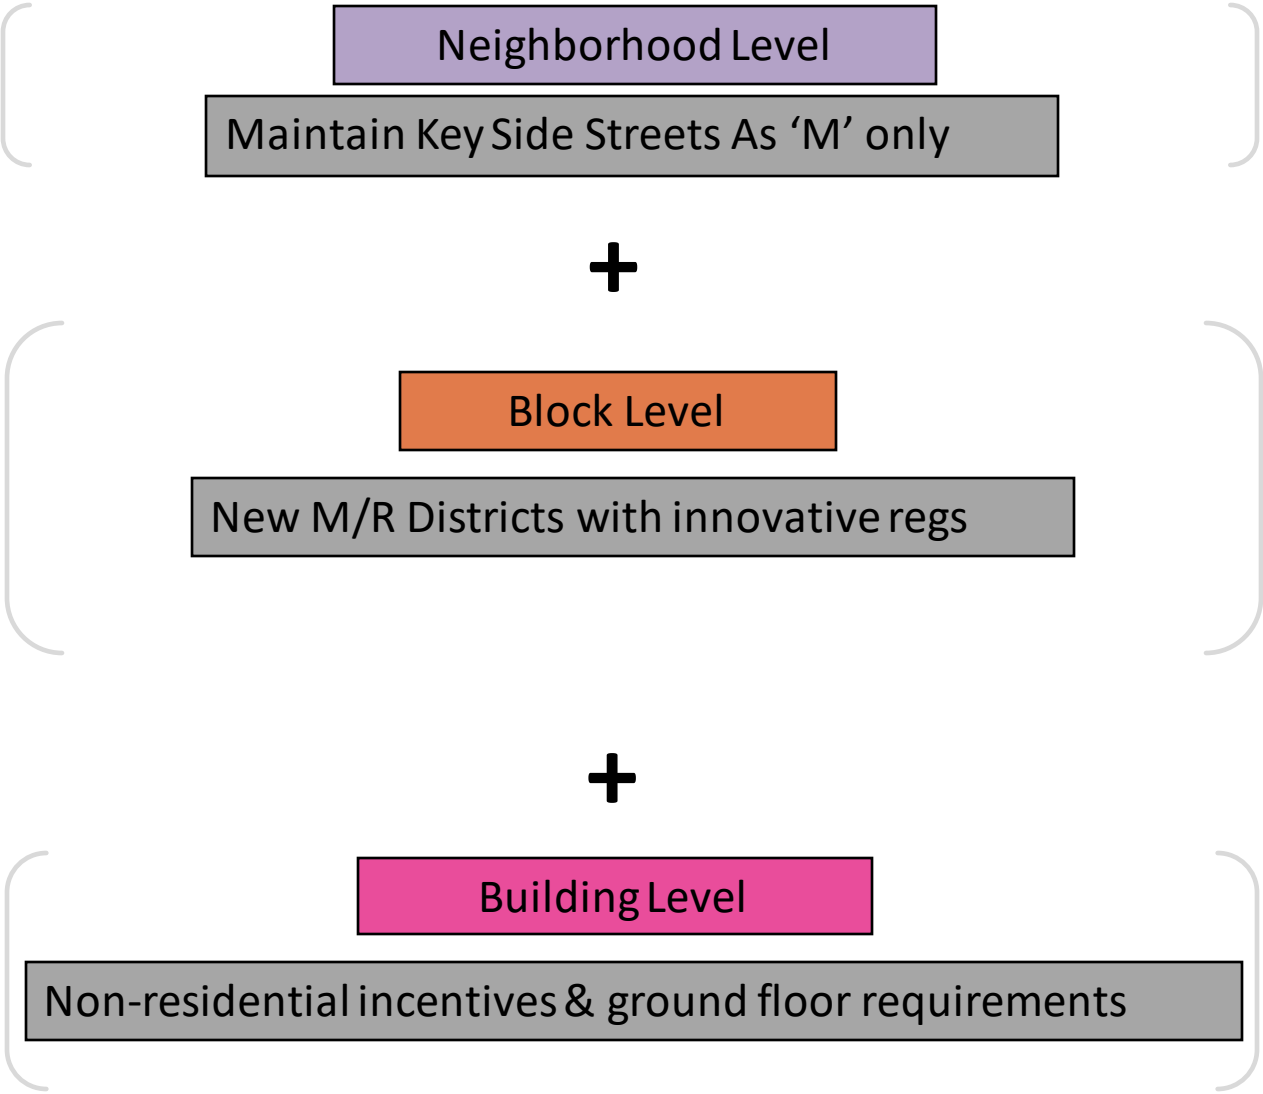 Neighborhood Level
Maintain Key Side Streets As ‘M’ only
+
Block Level
New M/R Districts with innovative regs
+
Building Level
Non-residential incentives & ground floor requirements